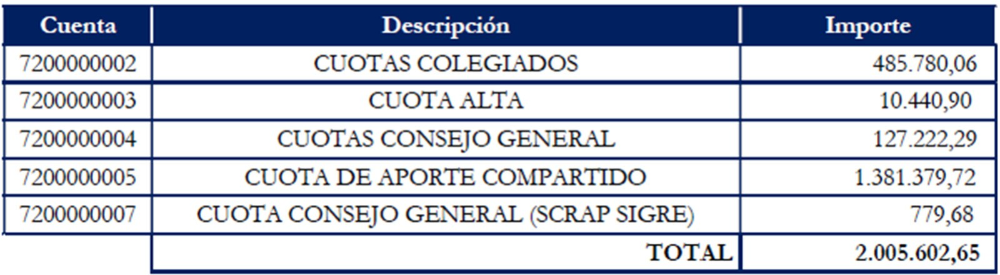 Cuenta Descripción Importe
7200000002 CUOTAS COLEGIADOS 485.780,06
7200000003 CUOTA ALTA 10.440,90
7200000004 CUOTAS CONSEJO GENERAL 127.222,29
7200000005 CUOTA DE APORTE COMPARTIDO 1.381.379,72
7200000007 CUOTA CONSEJO GENERAL (SCRAP SIGRE) 779,68
TOTAL 2.005.602,65